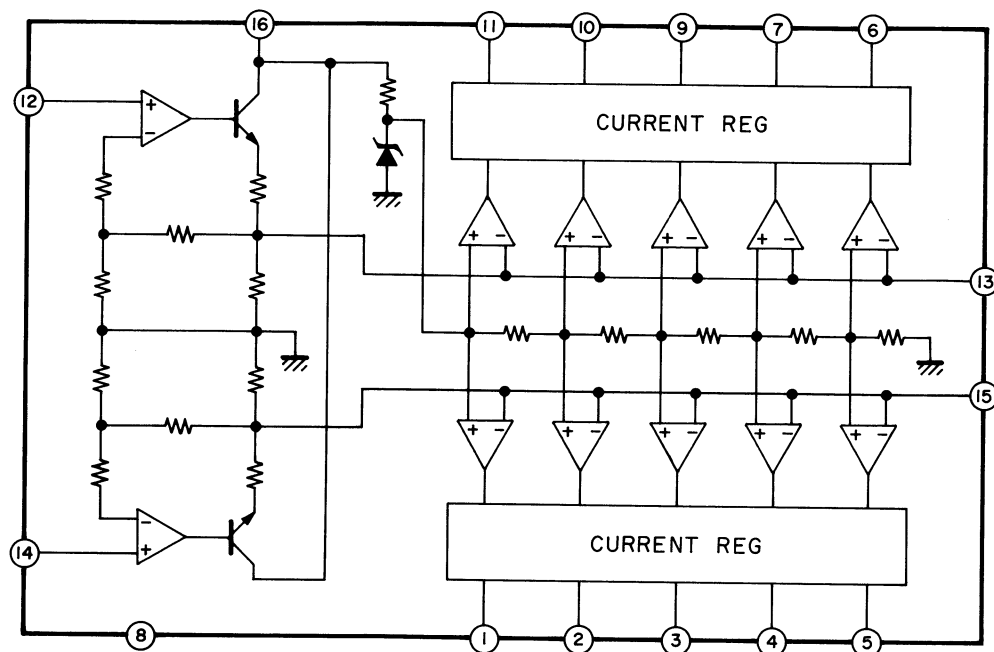 16 11 10 9 7 6
12
+
-
CURRENT REG
+ - + - + - + - + -
13
15
+ - + - + - + - + -
-
+
14
CURRENT REG
8 1 2 3 4 5